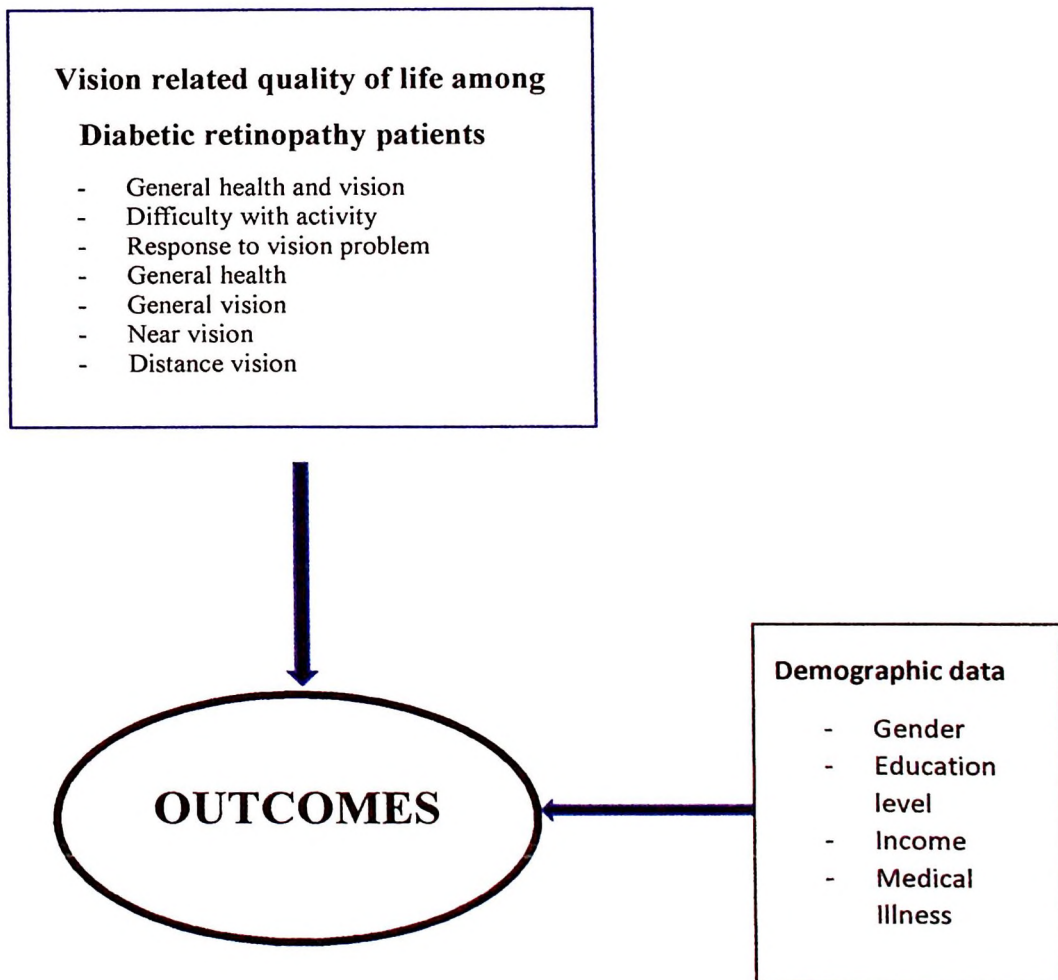 Vision related quality of life among
Diabetic retinopathy patients
- General health and vision
- Difficulty with activity
- Response to vision problem
- General health
- General vision
- Near vision
- Distance vision
OUTCOMES
Demographic data
- Gender
- Education
level
- Income
- Medical
Illness